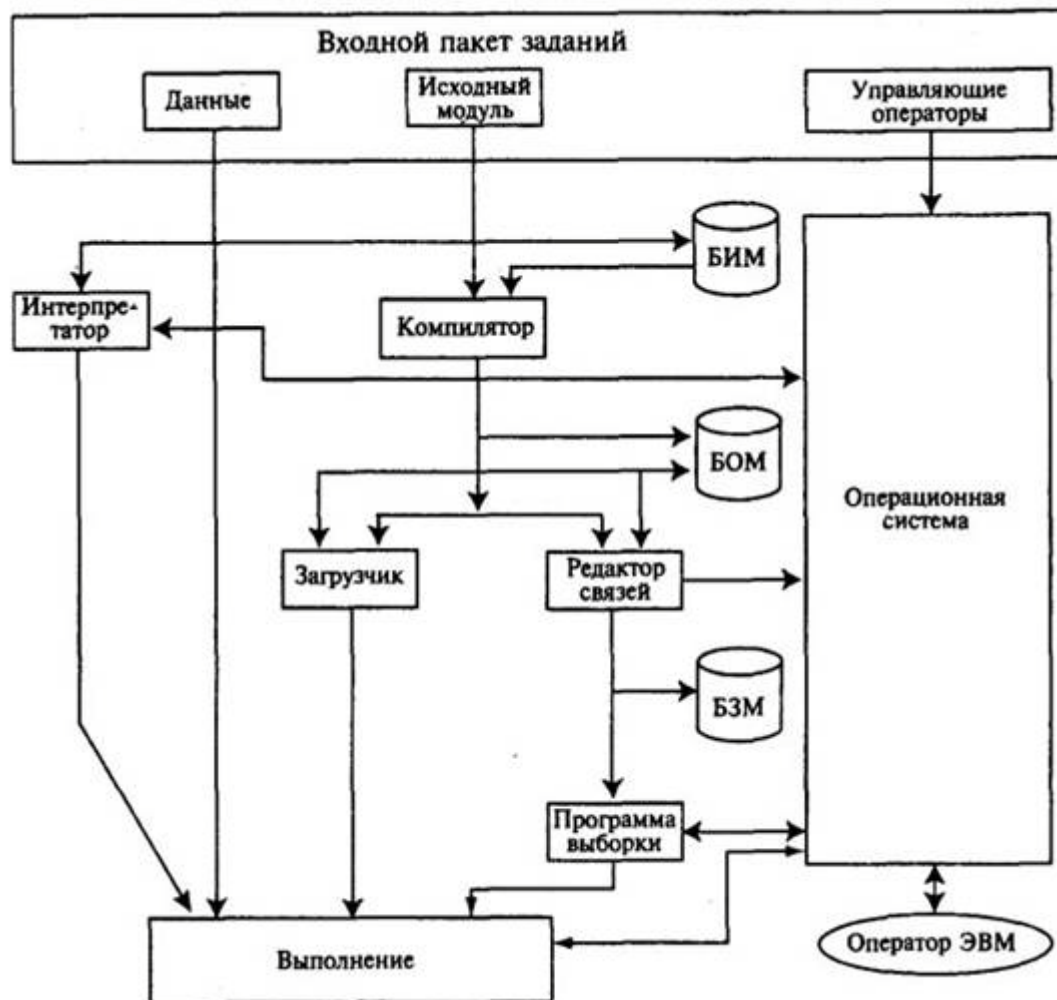 Входной пакет заданий
Данные
Исходный
модуль
Управляющие
операторы
БИМ
Интерпре-
татор
Компилятор
БОМ
Операционная
система
Загрузчик
Редактор
связей
БЗМ
Программа
выборки
Выполнение
Оператор ЭВМ